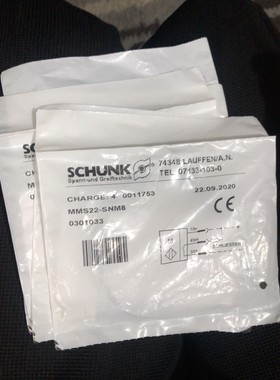 SCHUNK
Spann-und Greiftechnik
74348 LAUFFEN/A.N.
TEL. 07133-103-0
CHARGE: 4 0011753
22.09.2020
MMS22-SNM8
0301033
CE
SCHLIESSER